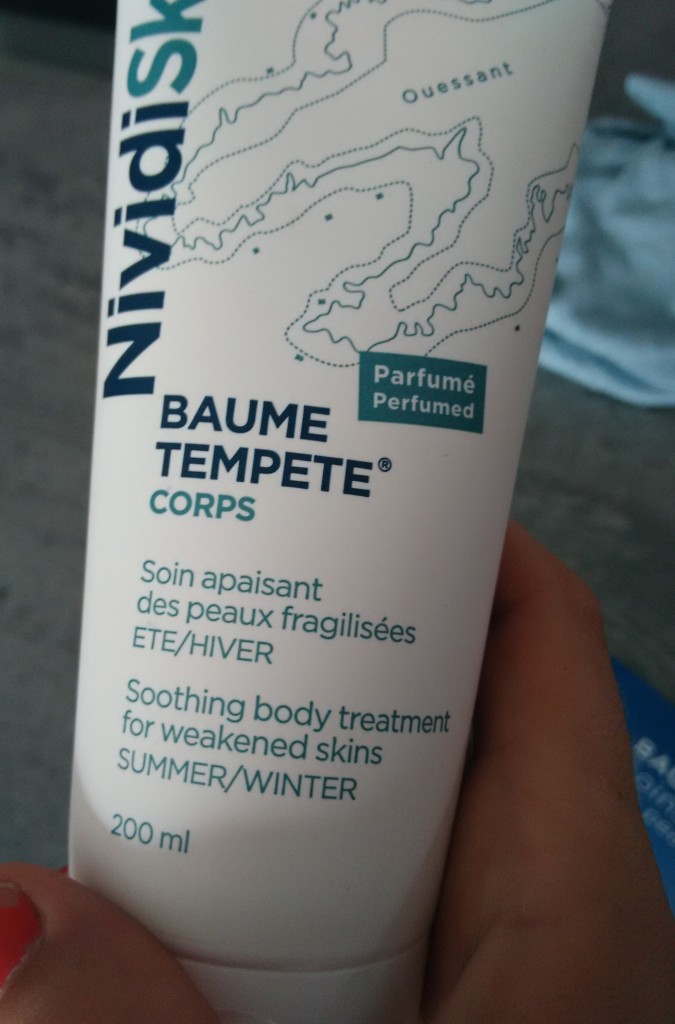 NividiSk
Ouessant
Parfumé
Perfumed
BAUME
TEMPETE®
CORPS
Soin apaisant
des peaux fragilisées
ETE/HIVER
Soothing body treatment
for weakened skins
SUMMER/WINTER
200 ml